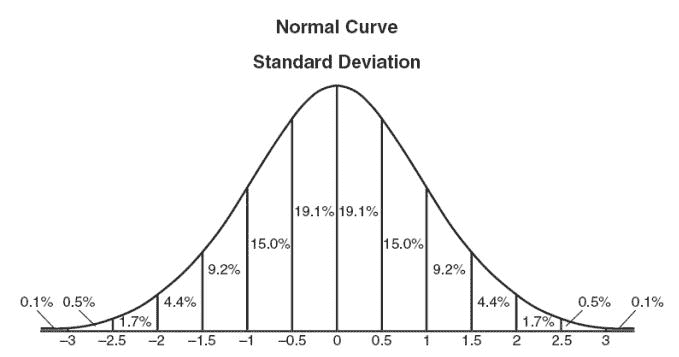 Normal Curve
Standard Deviation
19.1% 19.1%
15.0% 15.0%
9.2% 9.2%
0.1% 0.5% 4.4% 4.4% 0.5% 0.1%
1.7% 1.7%
–3 –2.5 –2 –1.5 –1 –0.5 0 0.5 1 1.5 2 2.5 3